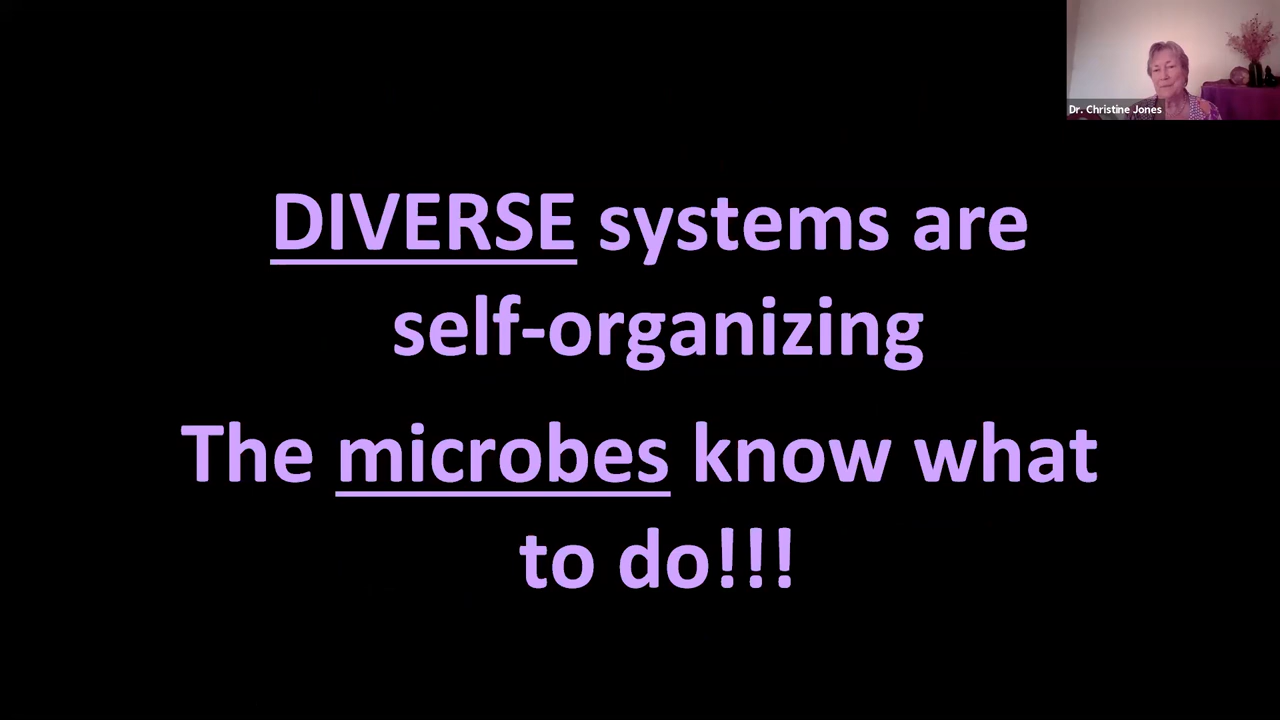 Dr. Christine Jones
DIVERSE systems are
self-organizing
The microbes know what
to do!!!